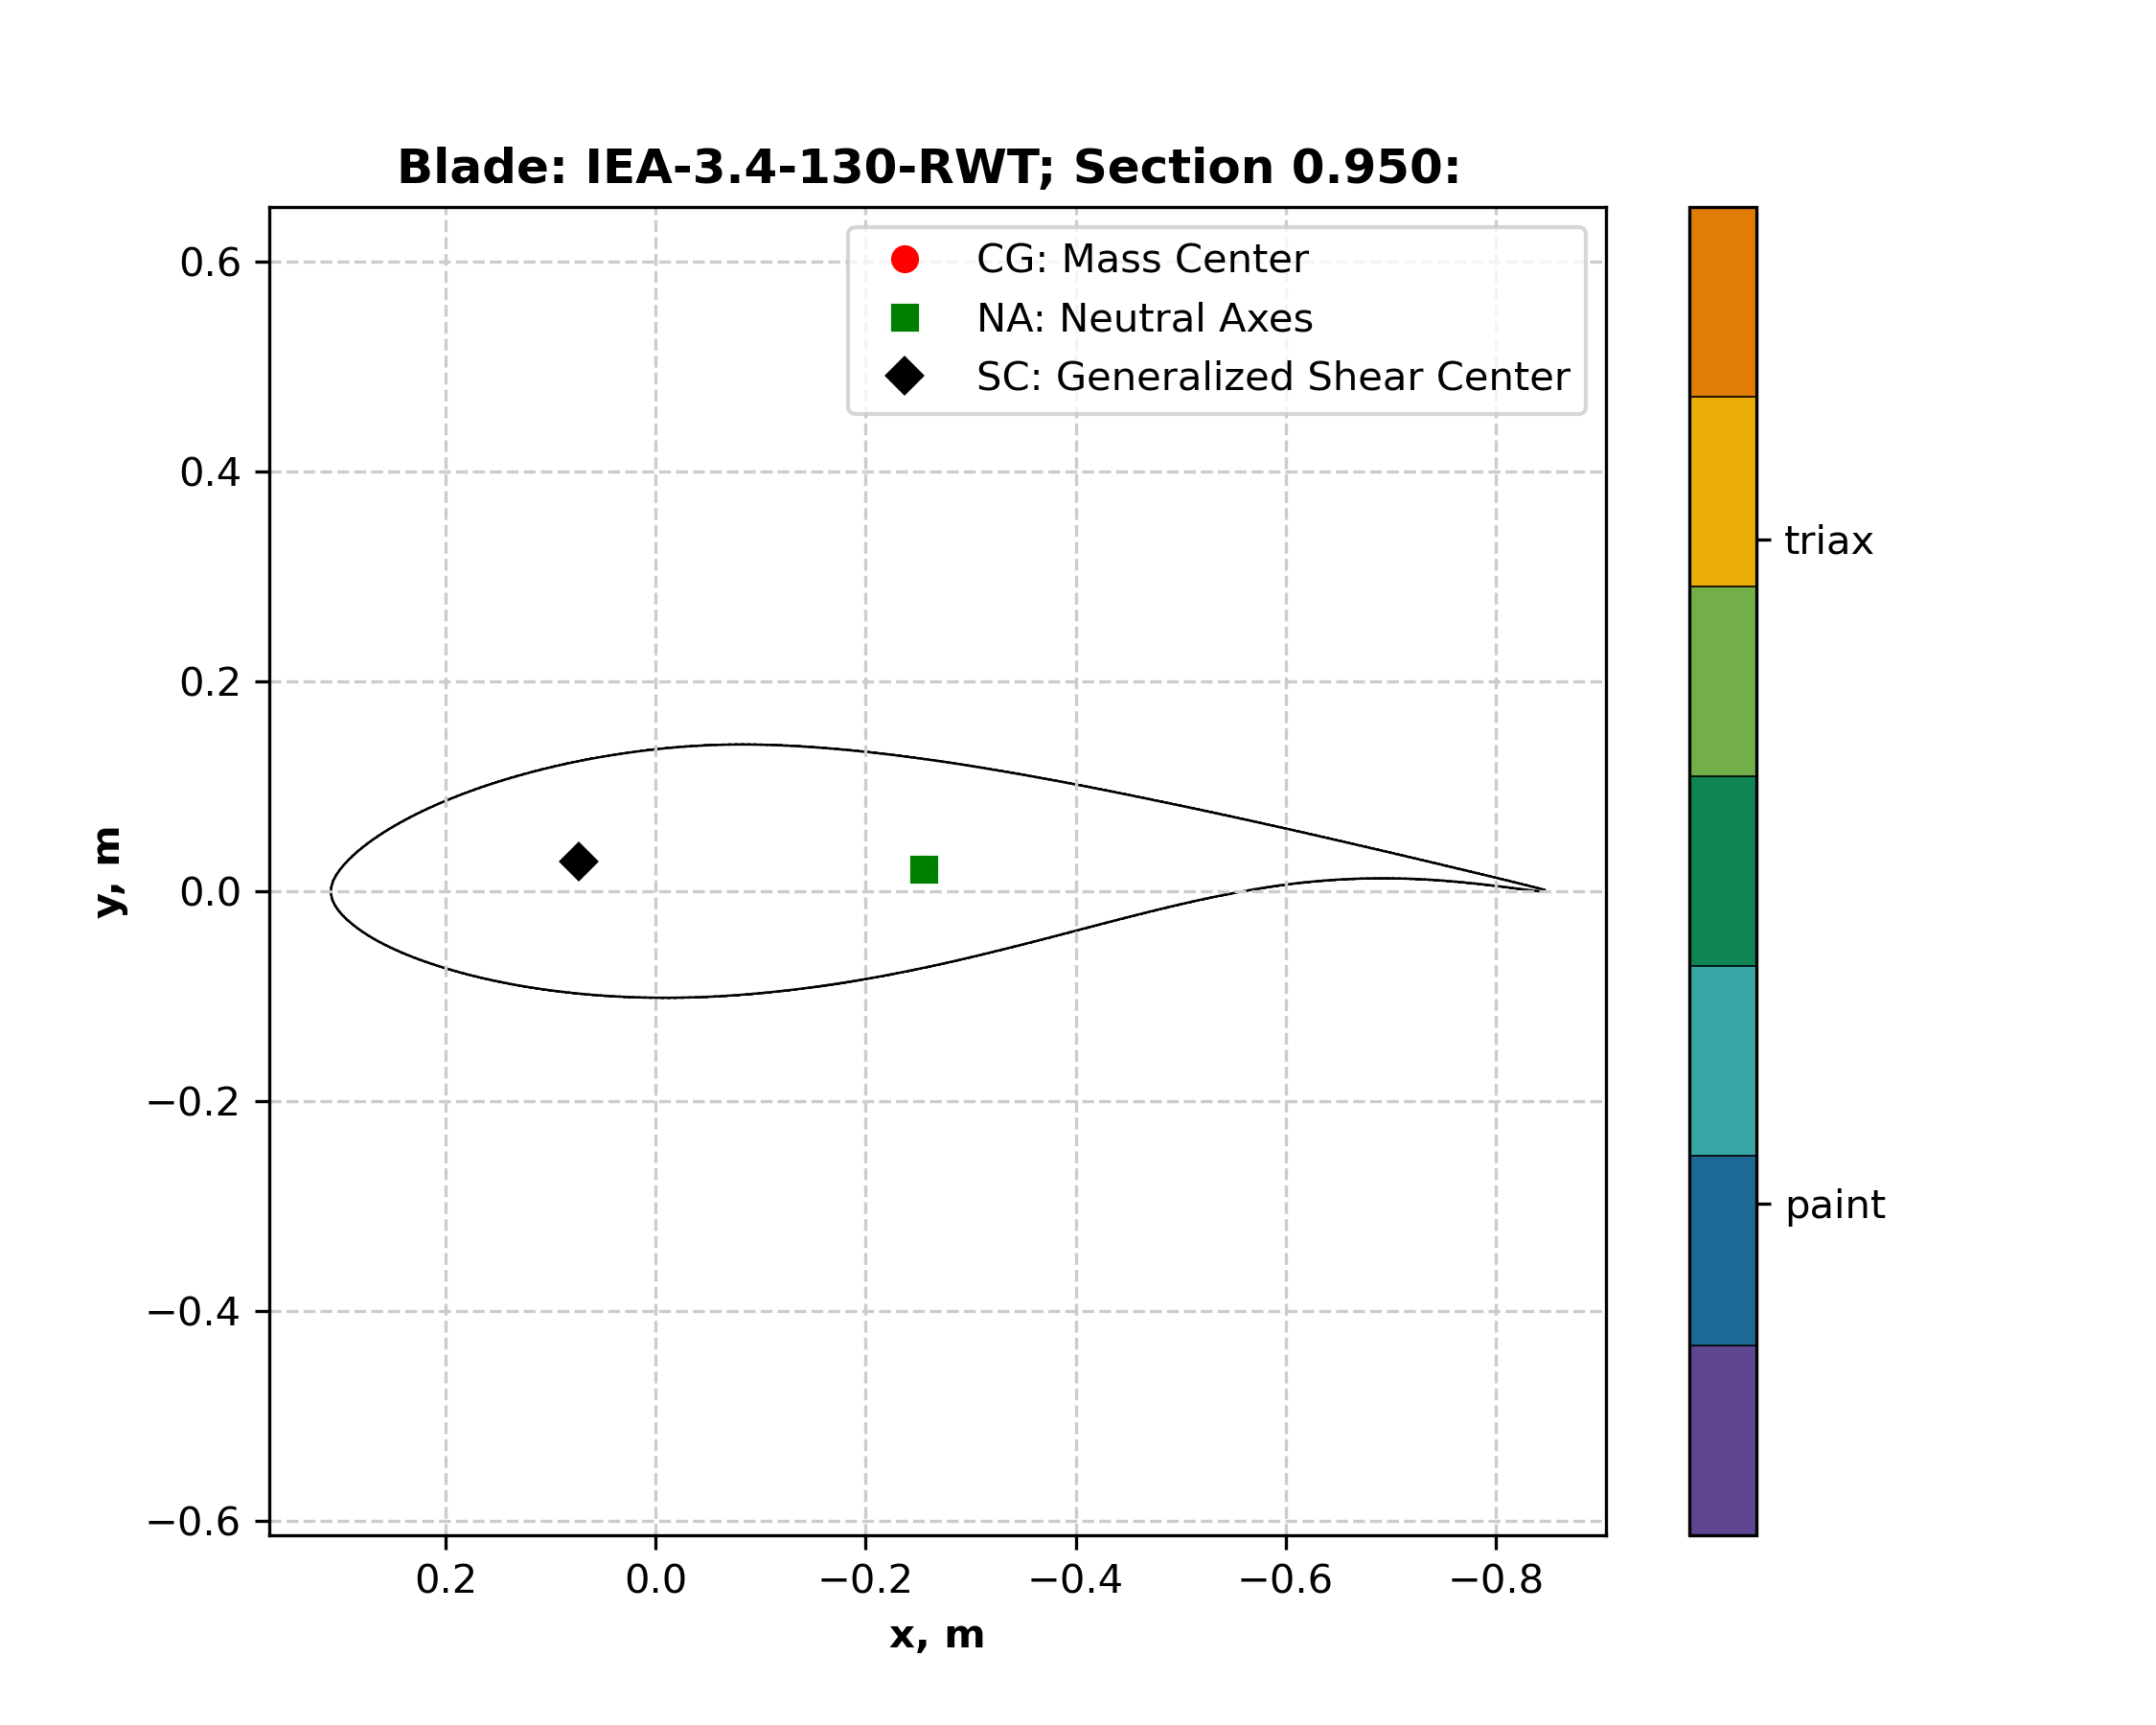 Blade: IEA-3.4-130-RWT; Section 0.950:
CG: Mass Center
NA: Neutral Axes
SC: Generalized Shear Center
0.6
0.4
0.2
0.0
−0.2
−0.4
−0.6
y, m
0.2 0.0 −0.2 −0.4 −0.6 −0.8
x, m
triax
paint